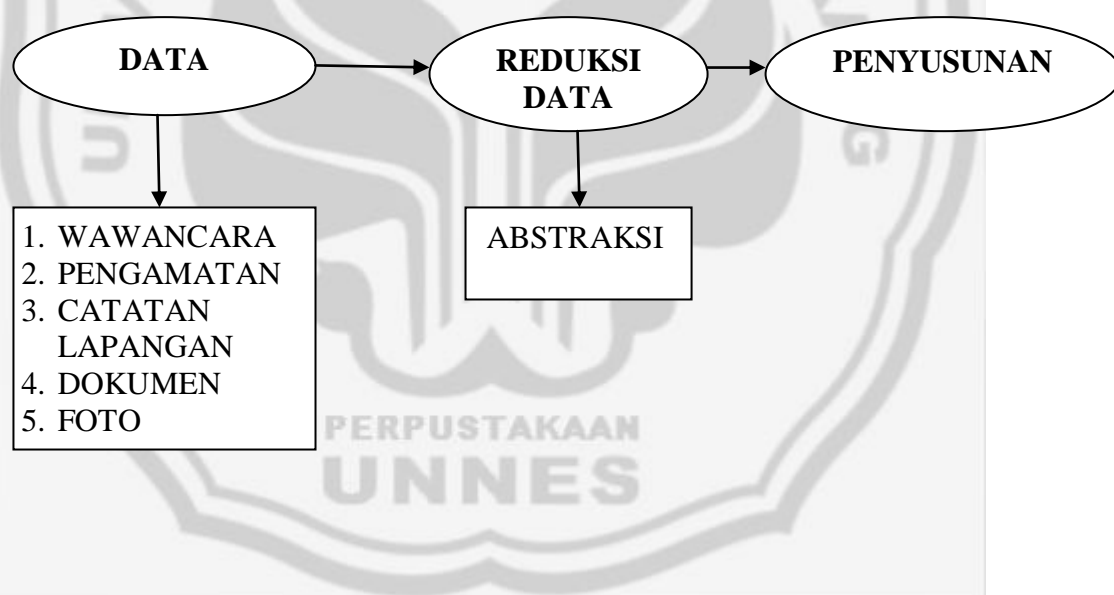 DATA
REDUKSI
DATA
PENYUSUNAN
1. WAWANCARA
2. PENGAMATAN
3. CATATAN
LAPANGAN
4. DOKUMEN
5. FOTO
ABSTRAKSI
PERPUSTAKAAN
UNNES